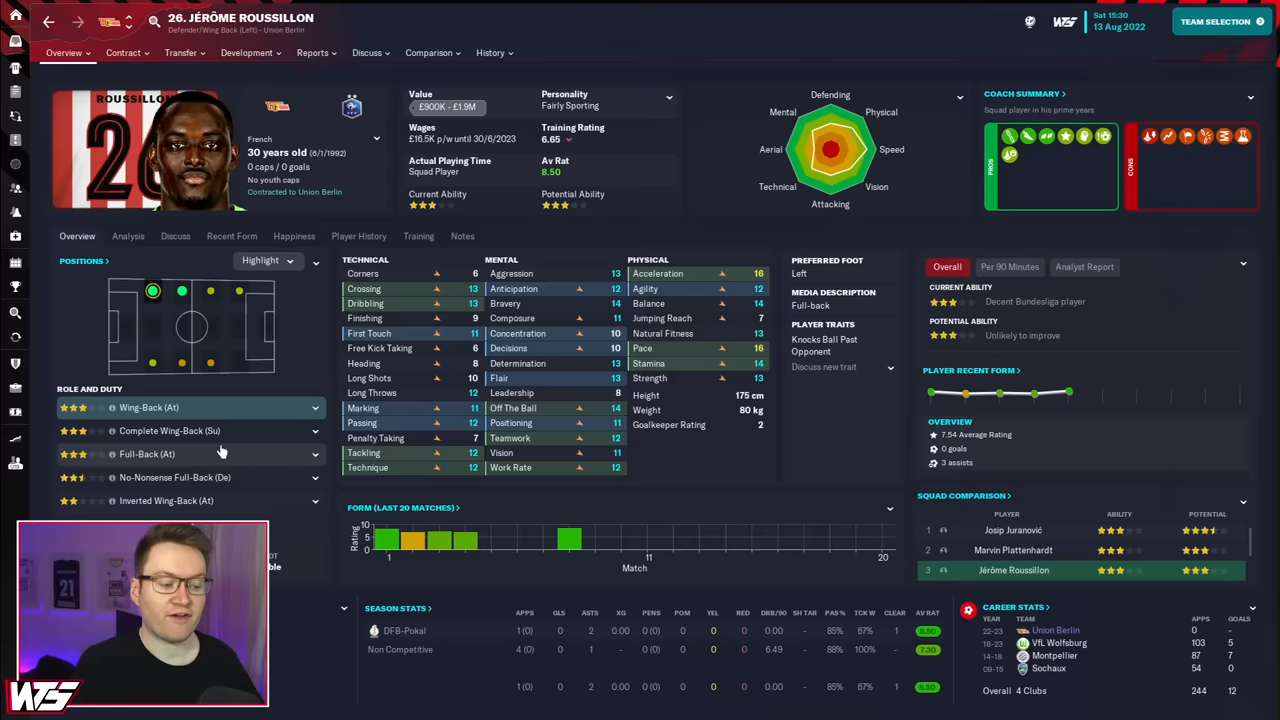 26. JÉRÔME ROUSSILLON
Defender/Wing Back (Left) - Union Berlin
WTS
Sat 15:30
13 Aug 2022
TEAM SELECTION
Overview
Contract
Transfer
Development
Reports
Discuss
Comparison
History
ROUSSILLON
26
French
30 years old (6/1/1992)
0 caps / 0 goals
No youth caps
Contracted to Union Berlin
Value
£900K - £1.9M
Personality
Fairly Sporting
Wages
£16.5K p/w until 30/6/2023
Training Rating
6.65
Actual Playing Time
Squad Player
Av Rat
8.50
Current Ability
Potential Ability
Defending
Mental
Physical
Aerial
Speed
Technical
Vision
Attacking
COACH SUMMARY >
Squad player in his prime years
PROS
CONS
Overview
Analysis
Discuss
Recent Form
Happiness
Player History
Training
Notes
POSITIONS >
Highlight
ROLE AND DUTY
Wing-Back (At)
Complete Wing-Back (Su)
Full-Back (At)
No-Nonsense Full-Back (De)
Inverted Wing-Back (At)
TECHNICAL
Corners 6
Crossing 13
Dribbling 13
Finishing 9
First Touch 11
Free Kick Taking 6
Heading 8
Long Shots 10
Long Throws 12
Marking 11
Passing 12
Penalty Taking 7
Tackling 12
Technique 12
MENTAL
Aggression 13
Anticipation 12
Bravery 14
Composure 11
Concentration 10
Decisions 10
Determination 13
Flair 13
Leadership 8
Off The Ball 14
Positioning 11
Teamwork 12
Vision 11
Work Rate 12
PHYSICAL
Acceleration 16
Agility 12
Balance 14
Jumping Reach 7
Natural Fitness 13
Pace 16
Stamina 14
Strength 13
Height 175 cm
Weight 80 kg
Goalkeeper Rating 2
PREFERRED FOOT
Left
MEDIA DESCRIPTION
Full-back
PLAYER TRAITS
Knocks Ball Past
Opponent
Discuss new trait
Overall
Per 90 Minutes
Analyst Report
CURRENT ABILITY
Decent Bundesliga player
POTENTIAL ABILITY
Unlikely to improve
PLAYER RECENT FORM >
OVERVIEW
7.54 Average Rating
0 goals
3 assists
FORM (LAST 20 MATCHES) >
Rating
10
5
0
1
11
20
Match
SQUAD COMPARISON >
PLAYER ABILITY POTENTIAL
1 Josip Juranović
2 Marvin Plattenhardt
3 Jérôme Roussillon
SEASON STATS >
APPS GLS ASTS XG PENS POM YEL RED DRB/90 SH TAR PAS% TCK W CLEAR AV RAT
DFB-Pokal 1 (0) 0 2 0.00 0 (0) 0 0 0 0.00 - 85% 67% 1 8.50
Non Competitive 4 (0) 0 1 - 0 (0) 0 0 0 6.49 - 88% 100% - 7.30
1 (0) 0 2 0.00 0 (0) 0 0 0 0.00 - 85% 67% 1 8.50
CAREER STATS >
YEAR TEAM APPS GOALS
22-23 Union Berlin 0 -
18-23 VfL Wolfsburg 103 5
14-18 Montpellier 87 7
09-15 Sochaux 54 0
Overall 4 Clubs 244 12
21
WTS